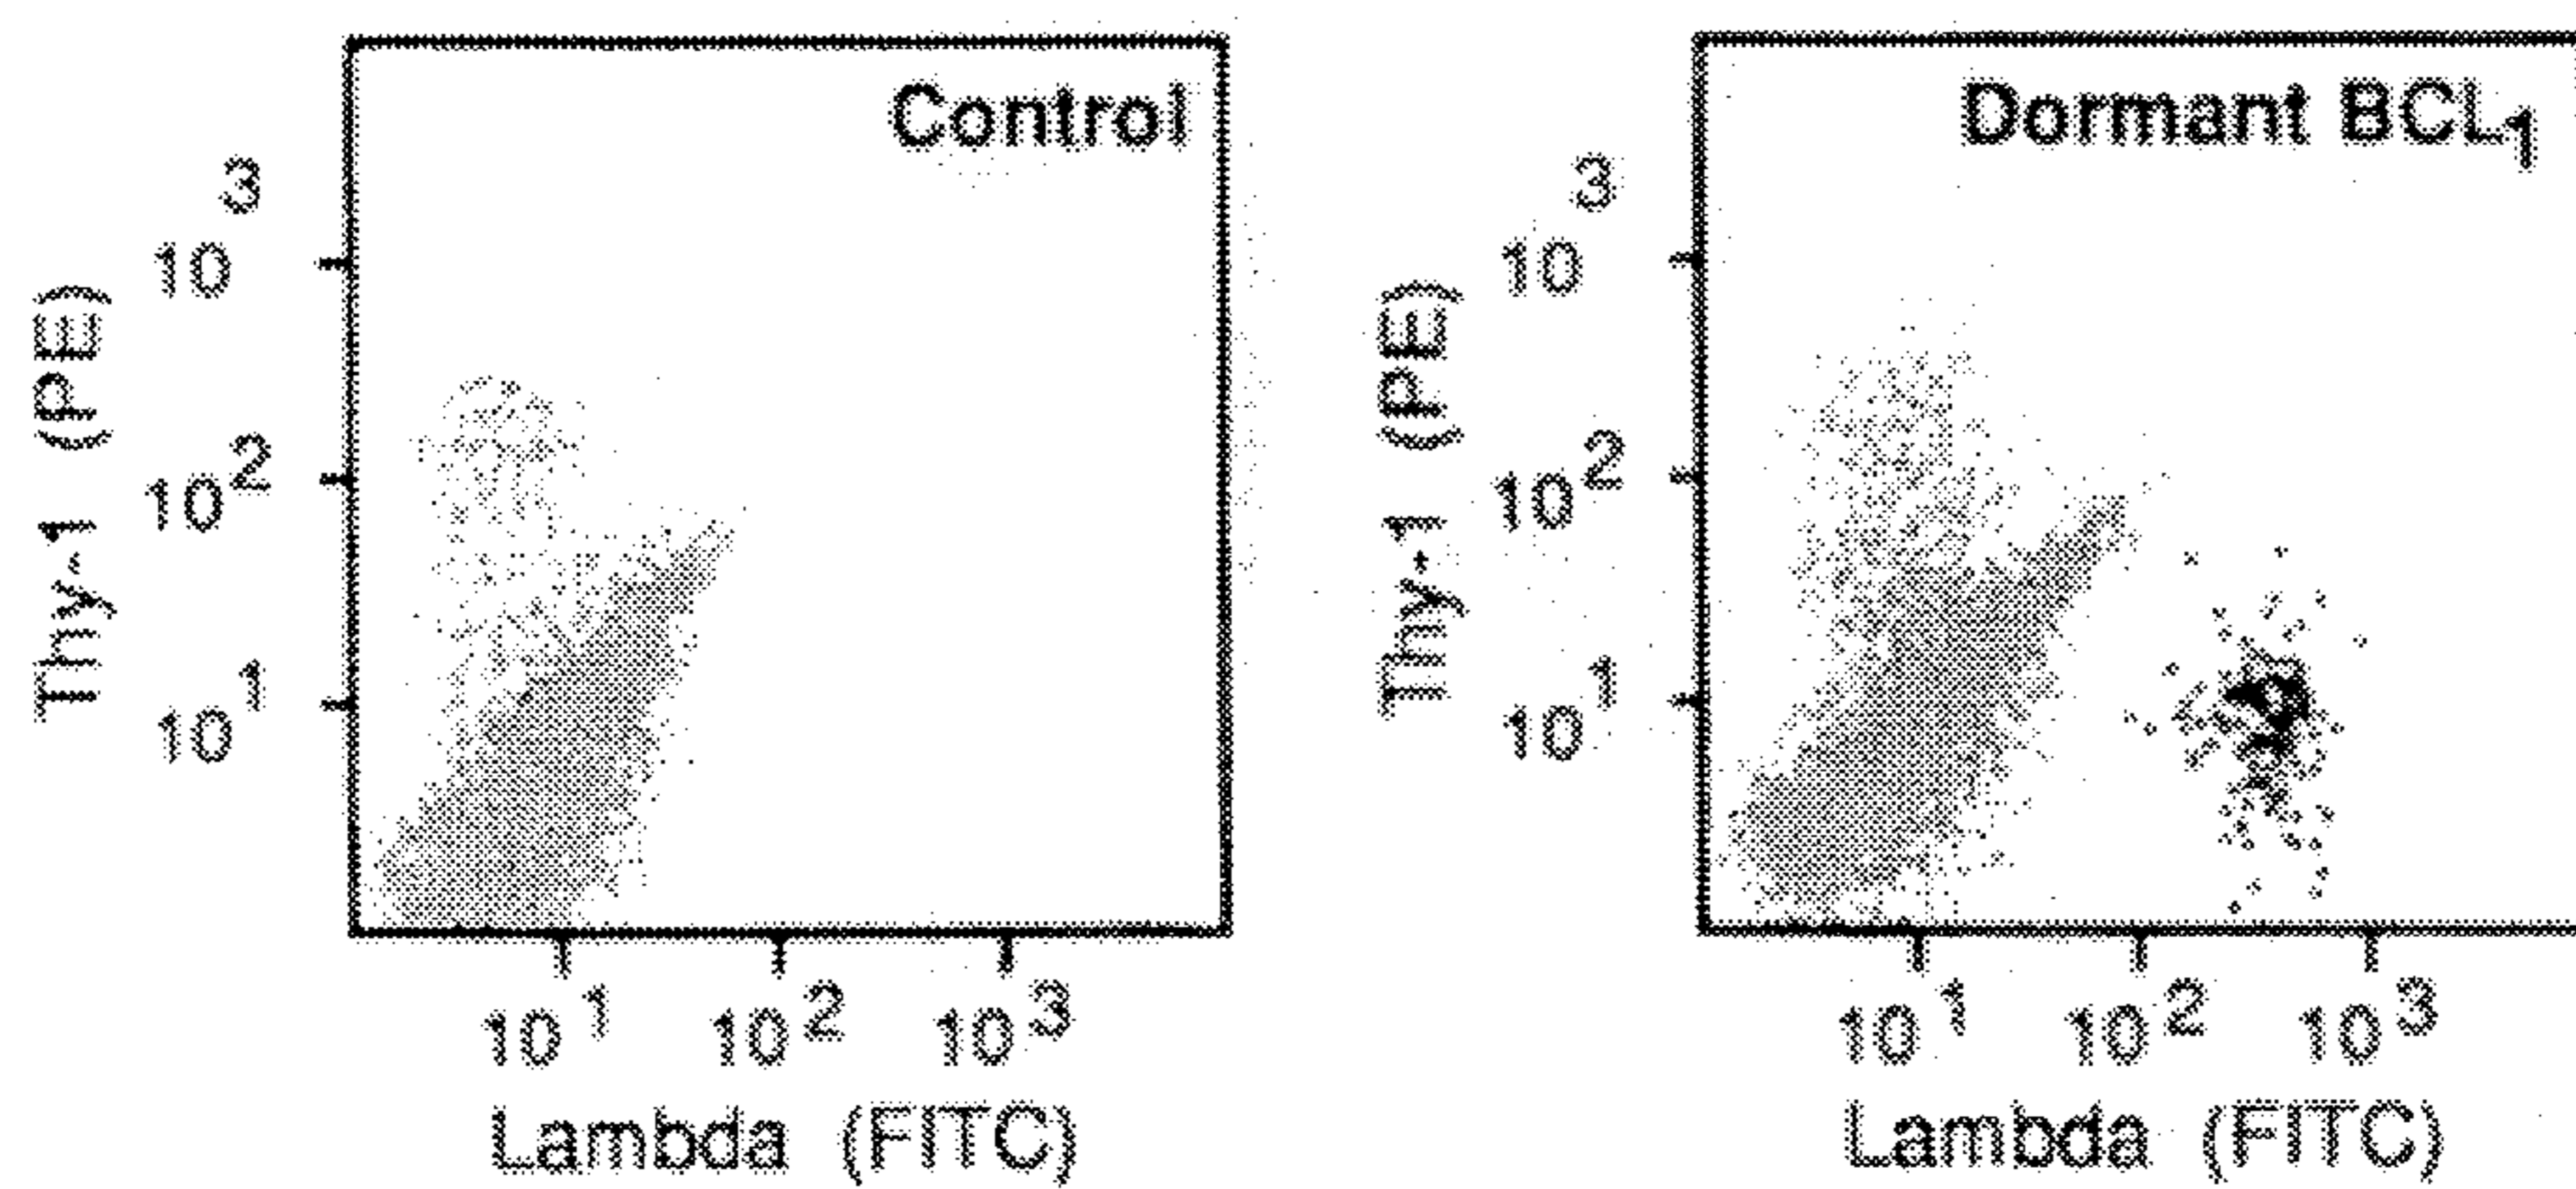 Control
Thy-1 (PE)
10³
10²
10¹
10¹ 10² 10³
Lambda (FITC)
Dormant BCL₁
Thy-1 (PE)
10³
10²
10¹
10¹ 10² 10³
Lambda (FITC)